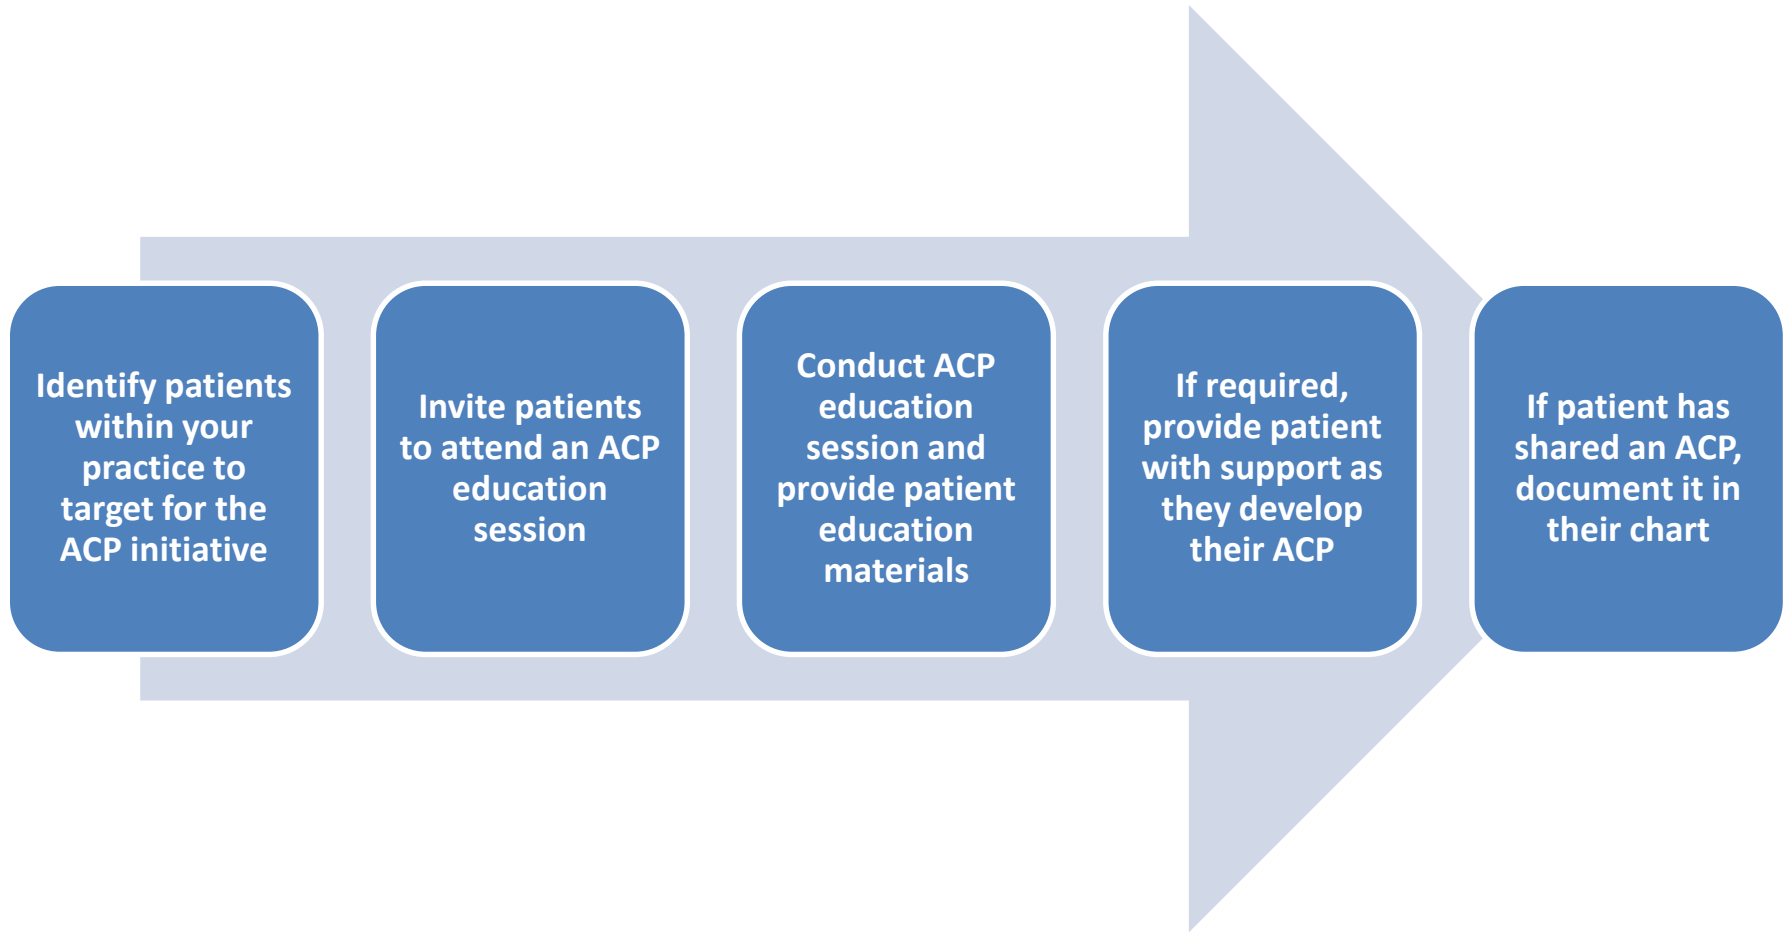 Identify patients
within your
practice to
target for the
ACP initiative
Invite patients
to attend an ACP
education
session
Conduct ACP
education
session and
provide patient
education
materials
If required,
provide patient
with support as
they develop
their ACP
If patient has
shared an ACP,
document it in
their chart